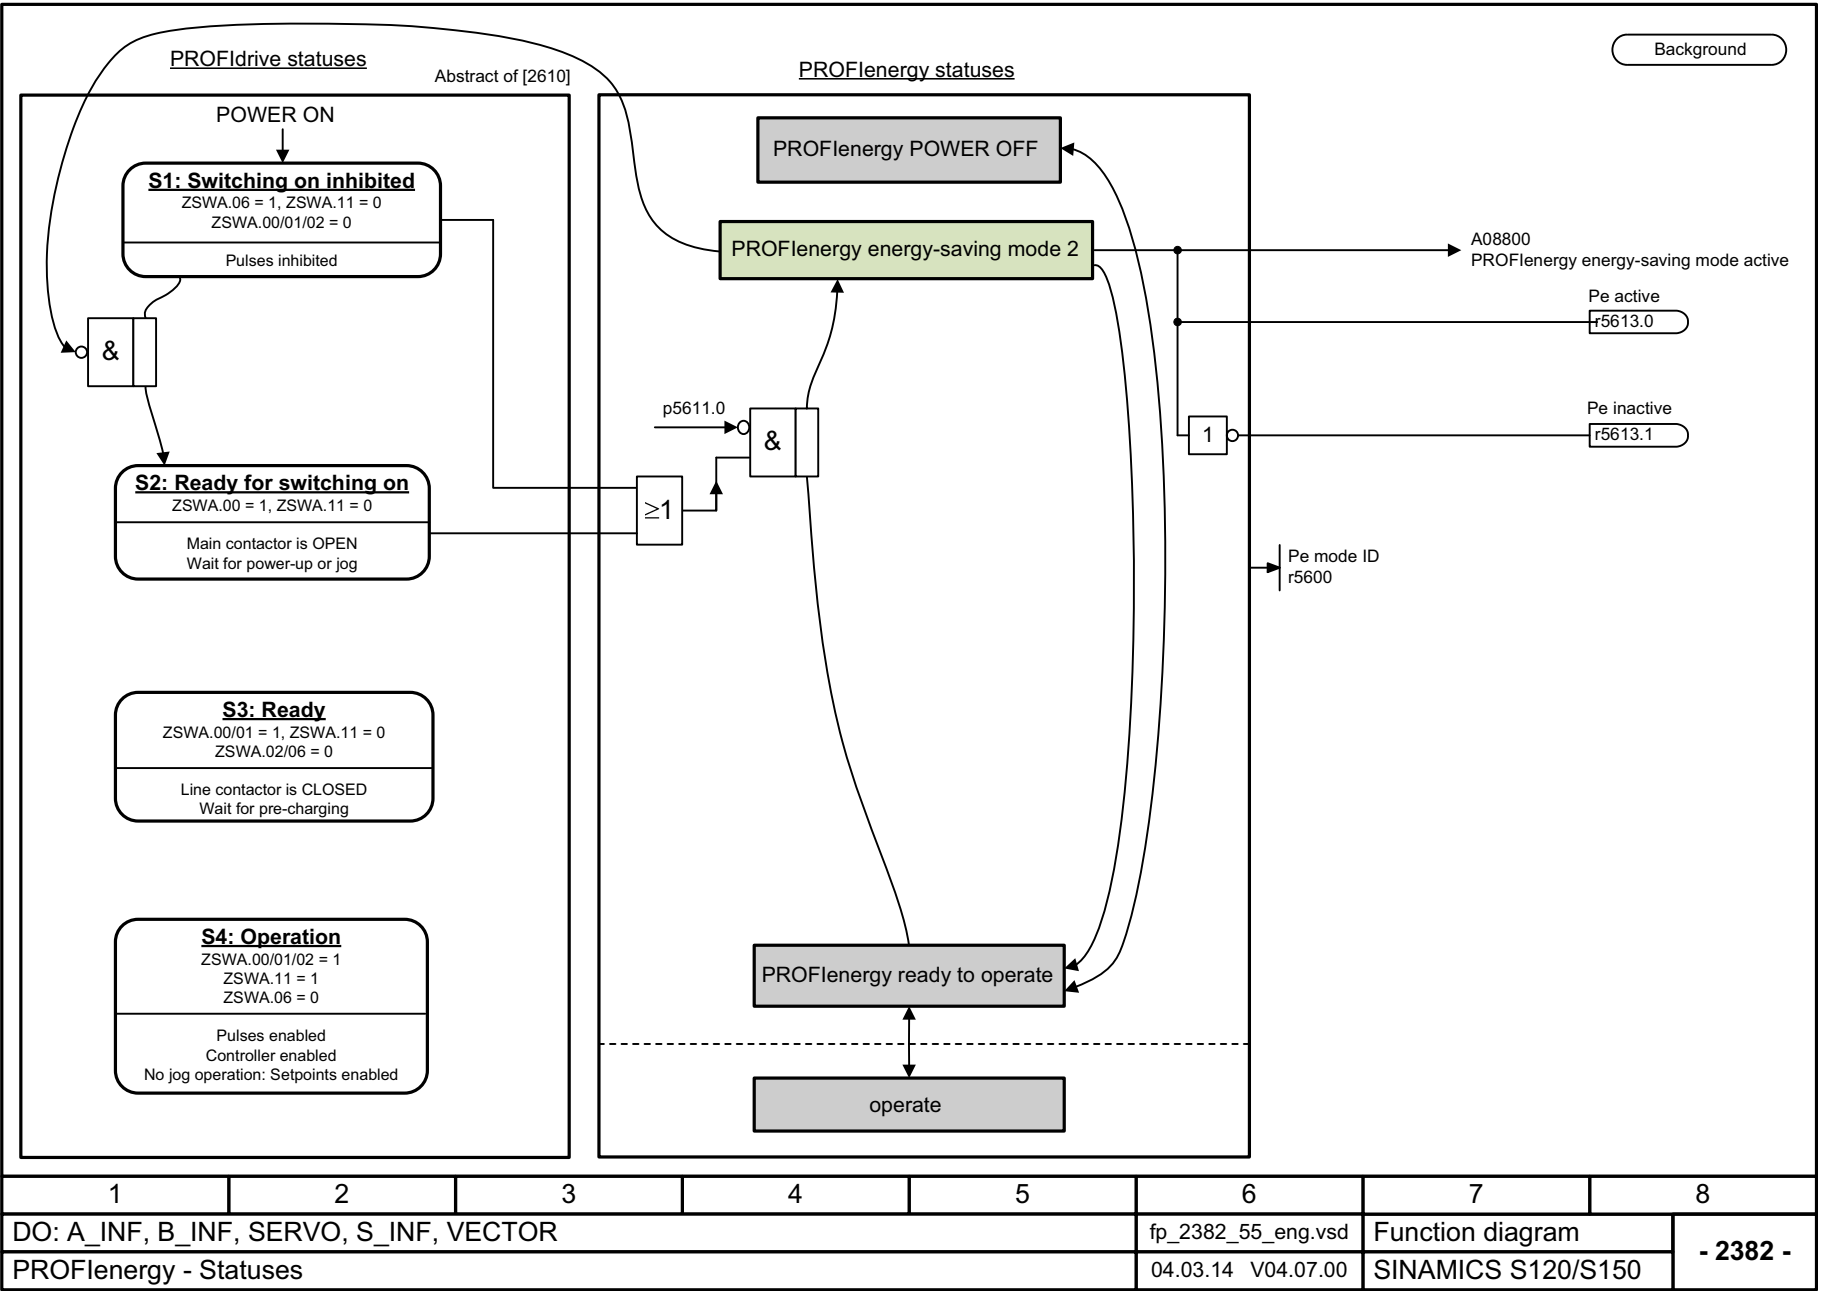 PROFIdrive statuses
Abstract of [2610]
PROFIenergy statuses
Background
POWER ON
S1: Switching on inhibited
ZSWA.06 = 1, ZSWA.11 = 0
ZSWA.00/01/02 = 0
Pulses inhibited
&
S2: Ready for switching on
ZSWA.00 = 1, ZSWA.11 = 0
Main contactor is OPEN
Wait for power-up or jog
S3: Ready
ZSWA.00/01 = 1, ZSWA.11 = 0
ZSWA.02/06 = 0
Line contactor is CLOSED
Wait for pre-charging
S4: Operation
ZSWA.00/01/02 = 1
ZSWA.11 = 1
ZSWA.06 = 0
Pulses enabled
Controller enabled
No jog operation: Setpoints enabled
PROFIenergy POWER OFF
PROFIenergy energy-saving mode 2
p5611.0
&
≥1
PROFIenergy ready to operate
operate
A08800
PROFIenergy energy-saving mode active
Pe active
r5613.0
Pe inactive
1
r5613.1
Pe mode ID
r5600
1 2 3 4 5 6 7 8
DO: A_INF, B_INF, SERVO, S_INF, VECTOR
fp_2382_55_eng.vsd
Function diagram
- 2382 -
PROFIenergy - Statuses
04.03.14 V04.07.00
SINAMICS S120/S150